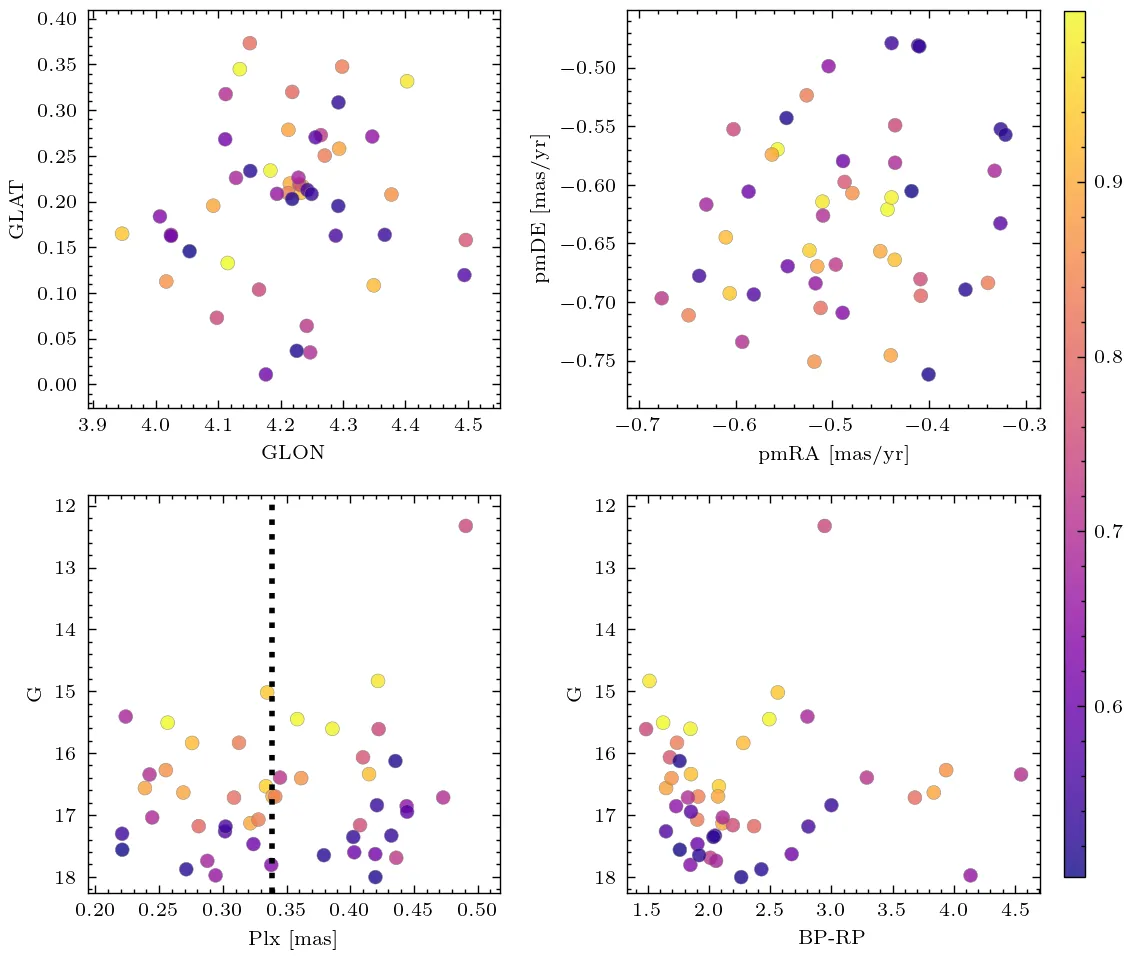 0.40
0.35
0.30
0.25
0.20
0.15
0.10
0.05
0.00
GLAT
3.9 4.0 4.1 4.2 4.3 4.4 4.5
GLON
−0.50
−0.55
−0.60
−0.65
−0.70
−0.75
pmDE [mas/yr]
−0.7 −0.6 −0.5 −0.4 −0.3
pmRA [mas/yr]
0.9
0.8
0.7
0.6
12
13
14
15
16
17
18
G
0.20 0.25 0.30 0.35 0.40 0.45 0.50
Plx [mas]
12
13
14
15
16
17
18
G
1.5 2.0 2.5 3.0 3.5 4.0 4.5
BP-RP